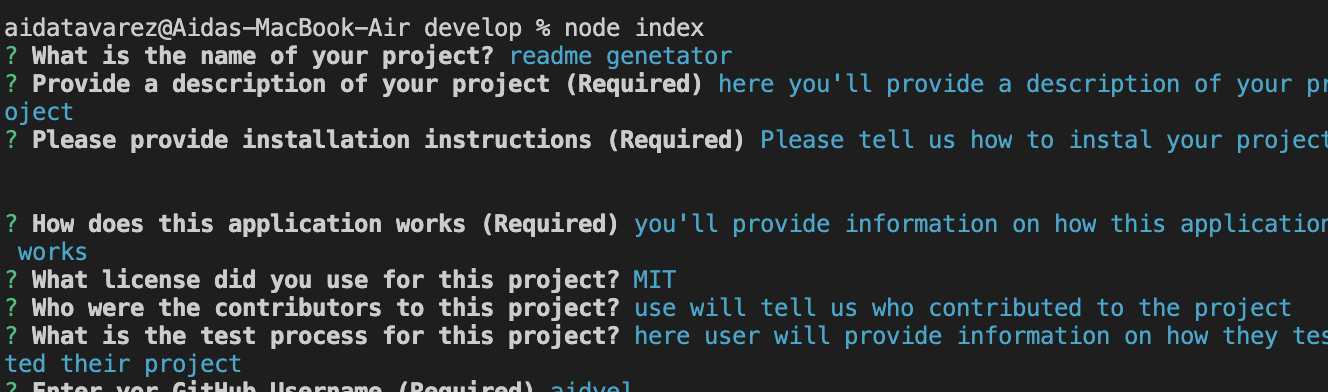 aidatavarez@Aidas-MacBook-Air develop % node index
? What is the name of your project? readme genetator
? Provide a description of your project (Required) here you'll provide a description of your pr
oject
? Please provide installation instructions (Required) Please tell us how to instal your project
? How does this application works (Required) you'll provide information on how this application
works
? What license did you use for this project? MIT
? Who were the contributors to this project? use will tell us who contributed to the project
? What is the test process for this project? here user will provide information on how they tes
ted their project
? Enter yor GitHub Username (Required) aidvel